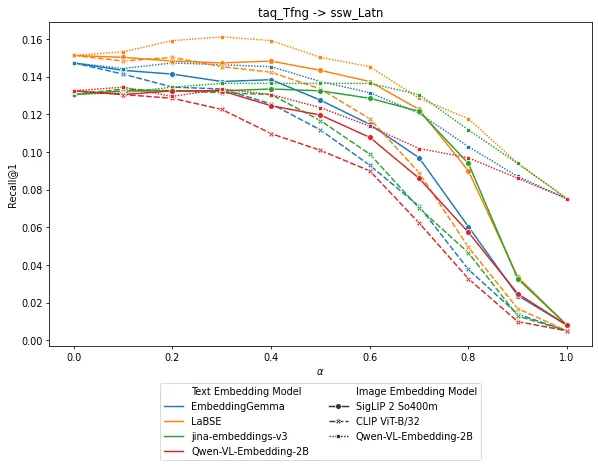 taq_Tfng -> ssw_Latn
Recall@1
0.16
0.14
0.12
0.10
0.08
0.06
0.04
0.02
0.00
0.0 0.2 0.4 0.6 0.8 1.0
α
Text Embedding Model
EmbeddingGemma
LaBSE
jina-embeddings-v3
Qwen-VL-Embedding-2B
Image Embedding Model
SigLIP 2 So400m
CLIP ViT-B/32
Qwen-VL-Embedding-2B